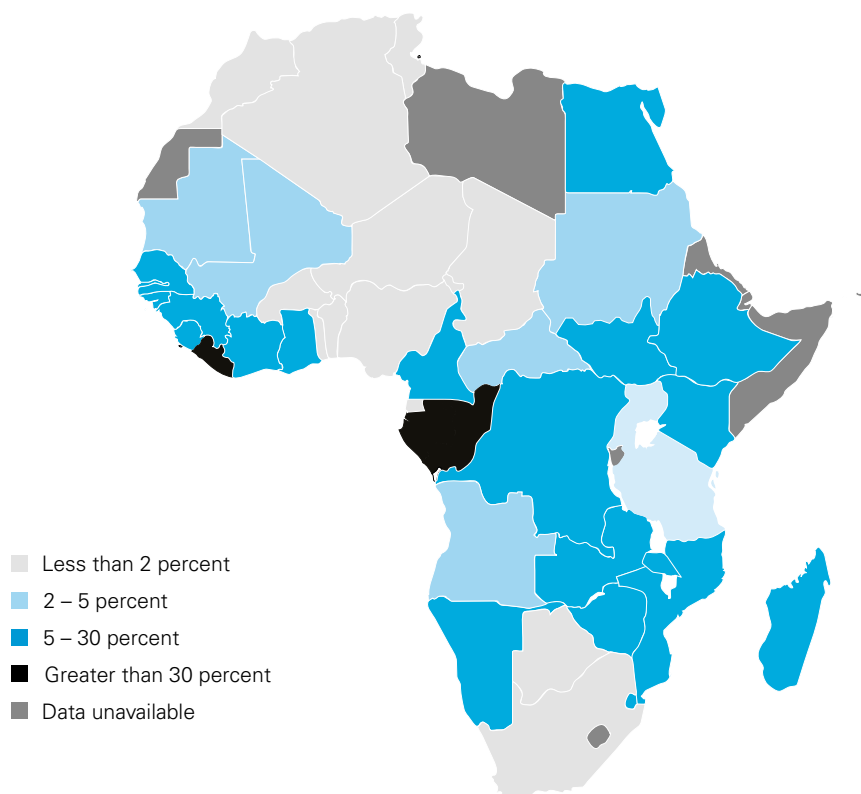 Less than 2 percent
2 – 5 percent
5 – 30 percent
Greater than 30 percent
Data unavailable